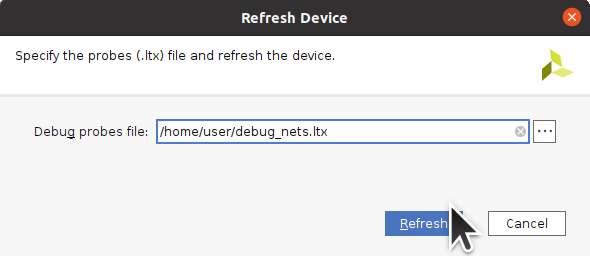 Refresh Device
Specify the probes (.ltx) file and refresh the device.
Debug probes file: /home/user/debug_nets.ltx ...
Refresh Cancel